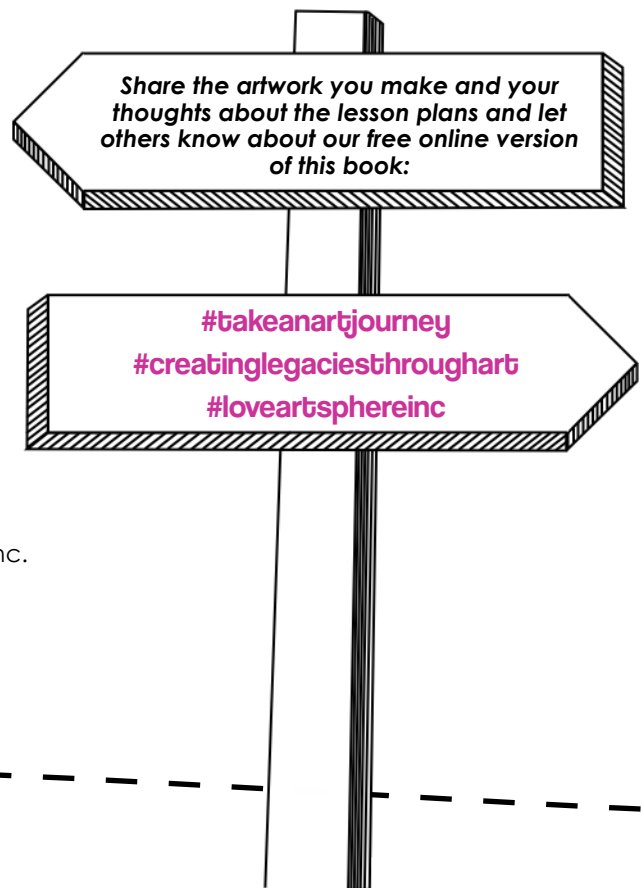 Share the artwork you make and your
thoughts about the lesson plans and let
others know about our free online version
of this book:
#takeanartjourney
#creatinglegaciesthroughart
#loveartsphereinc
nc.